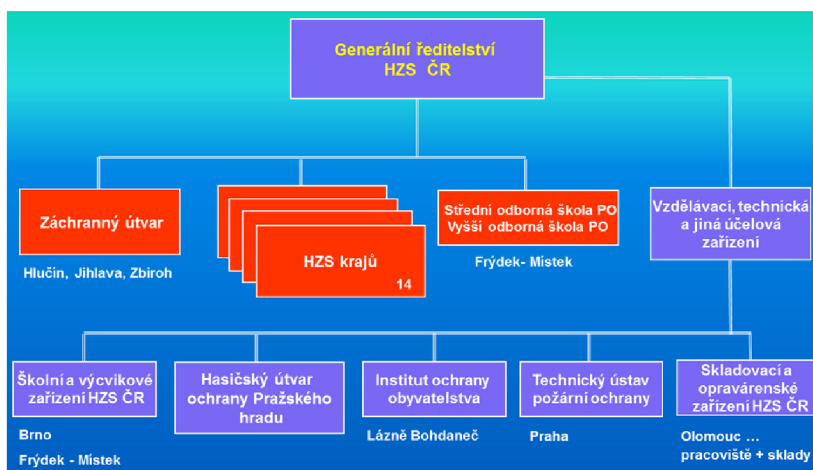 Generální ředitelství
HZS ČR
Záchranný útvar
Hlučín, Jihlava, Zbiroh
HZS krajů
14
Střední odborná škola PO
Vyšší odborná škola PO
Frýdek- Místek
Vzdělávací, technická
a jiná účelová
zařízení
Školní a výcvikové
zařízení HZS ČR
Brno
Frýdek - Místek
Hasičský útvar
ochrany Pražského
hradu
Institut ochrany
obyvatelstva
Lázně Bohdaneč
Technický ústav
požární ochrany
Praha
Skladovací a
opravárenské
zařízení HZS ČR
Olomouc ...
pracoviště + sklady